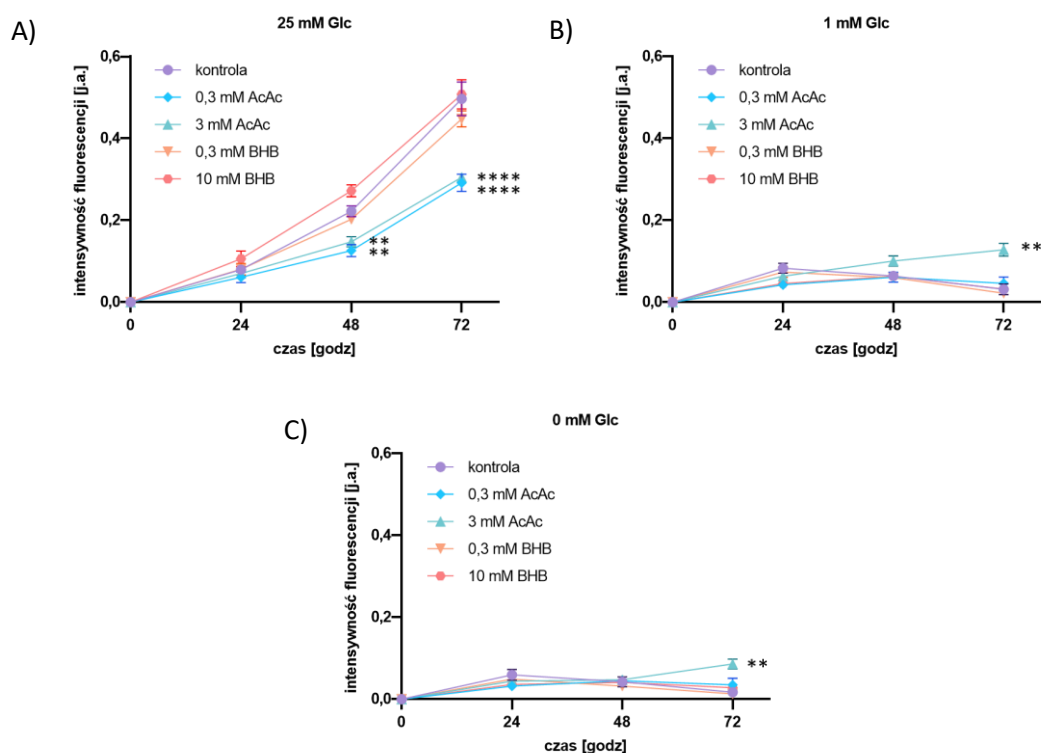 A)
25 mM Glc
intensywność fluorescencji [j.a.]
0,6
0,4
0,2
0,0
kontrola
0,3 mM AcAc
3 mM AcAc
0,3 mM BHB
10 mM BHB
****
****
**
**
0 24 48 72
czas [godz]
B)
1 mM Glc
intensywność fluorescencji [j.a.]
0,6
0,4
0,2
0,0
kontrola
0,3 mM AcAc
3 mM AcAc
0,3 mM BHB
10 mM BHB
**
0 24 48 72
czas [godz]
C)
0 mM Glc
intensywność fluorescencji [j.a.]
0,6
0,4
0,2
0,0
kontrola
0,3 mM AcAc
3 mM AcAc
0,3 mM BHB
10 mM BHB
**
0 24 48 72
czas [godz]